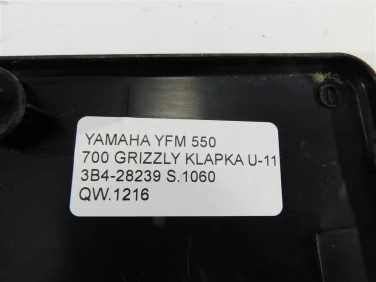 YAMAHA YFM 550
700 GRIZZLY KLAPKA U-11
3B4-28239 S.1060
QW.1216